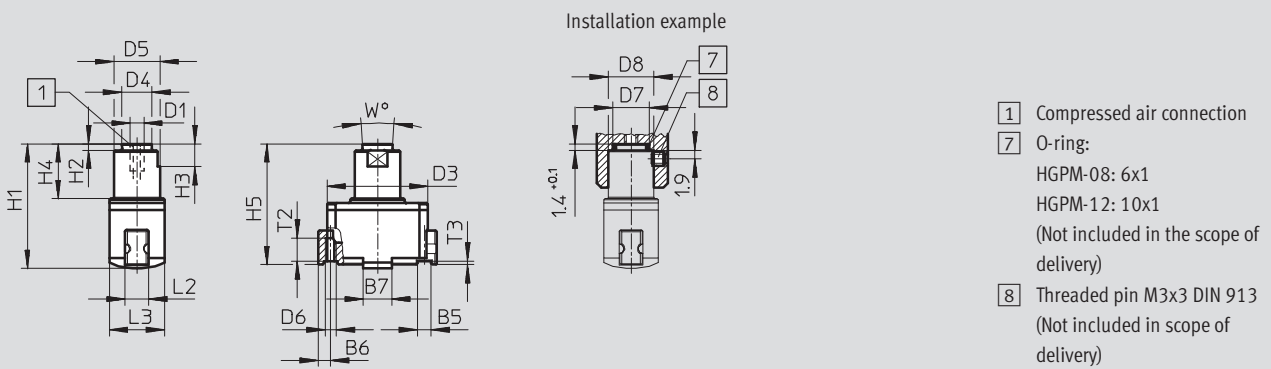 Installation example
D5
D4
1
D1
H1
H4
H2
H3
L2
L3
W°
D3
H5
T2
T3
B7
D6
B5
B6
D8
7
D7
8
1.4 +0.1
1.9
1 Compressed air connection
7 O-ring:
HGPM-08: 6x1
HGPM-12: 10x1
(Not included in the scope of
delivery)
8 Threaded pin M3x3 DIN 913
(Not included in scope of
delivery)